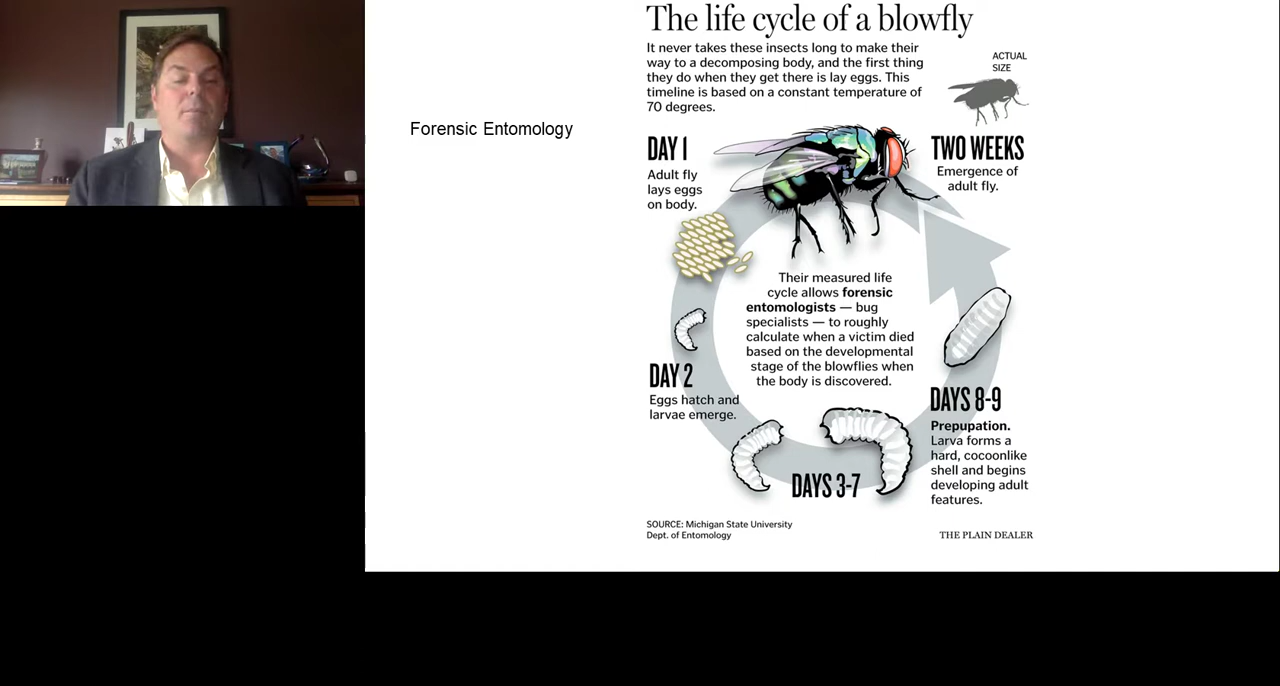 Forensic Entomology
The life cycle of a blowfly
It never takes these insects long to make their
way to a decomposing body, and the first thing
they do when they get there is lay eggs. This
timeline is based on a constant temperature of
70 degrees.
ACTUAL
SIZE
DAY 1
Adult fly
lays eggs
on body.
TWO WEEKS
Emergence of
adult fly.
Their measured life
cycle allows forensic
entomologists — bug
specialists — to roughly
calculate when a victim died
based on the developmental
stage of the blowflies when
the body is discovered.
DAY 2
Eggs hatch and
larvae emerge.
DAYS 3-7
DAYS 8-9
Prepupation.
Larva forms a
hard, cocoonlike
shell and begins
developing adult
features.
SOURCE: Michigan State University
Dept. of Entomology
THE PLAIN DEALER